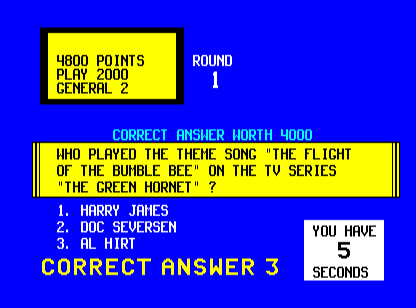 4800 POINTS
PLAY 2000
GENERAL 2
ROUND
1
CORRECT ANSWER WORTH 4000
WHO PLAYED THE THEME SONG "THE FLIGHT
OF THE BUMBLE BEE" ON THE TV SERIES
"THE GREEN HORNET" ?
1. HARRY JAMES
2. DOC SEVERSEN
3. AL HIRT
CORRECT ANSWER 3
YOU HAVE
5
SECONDS